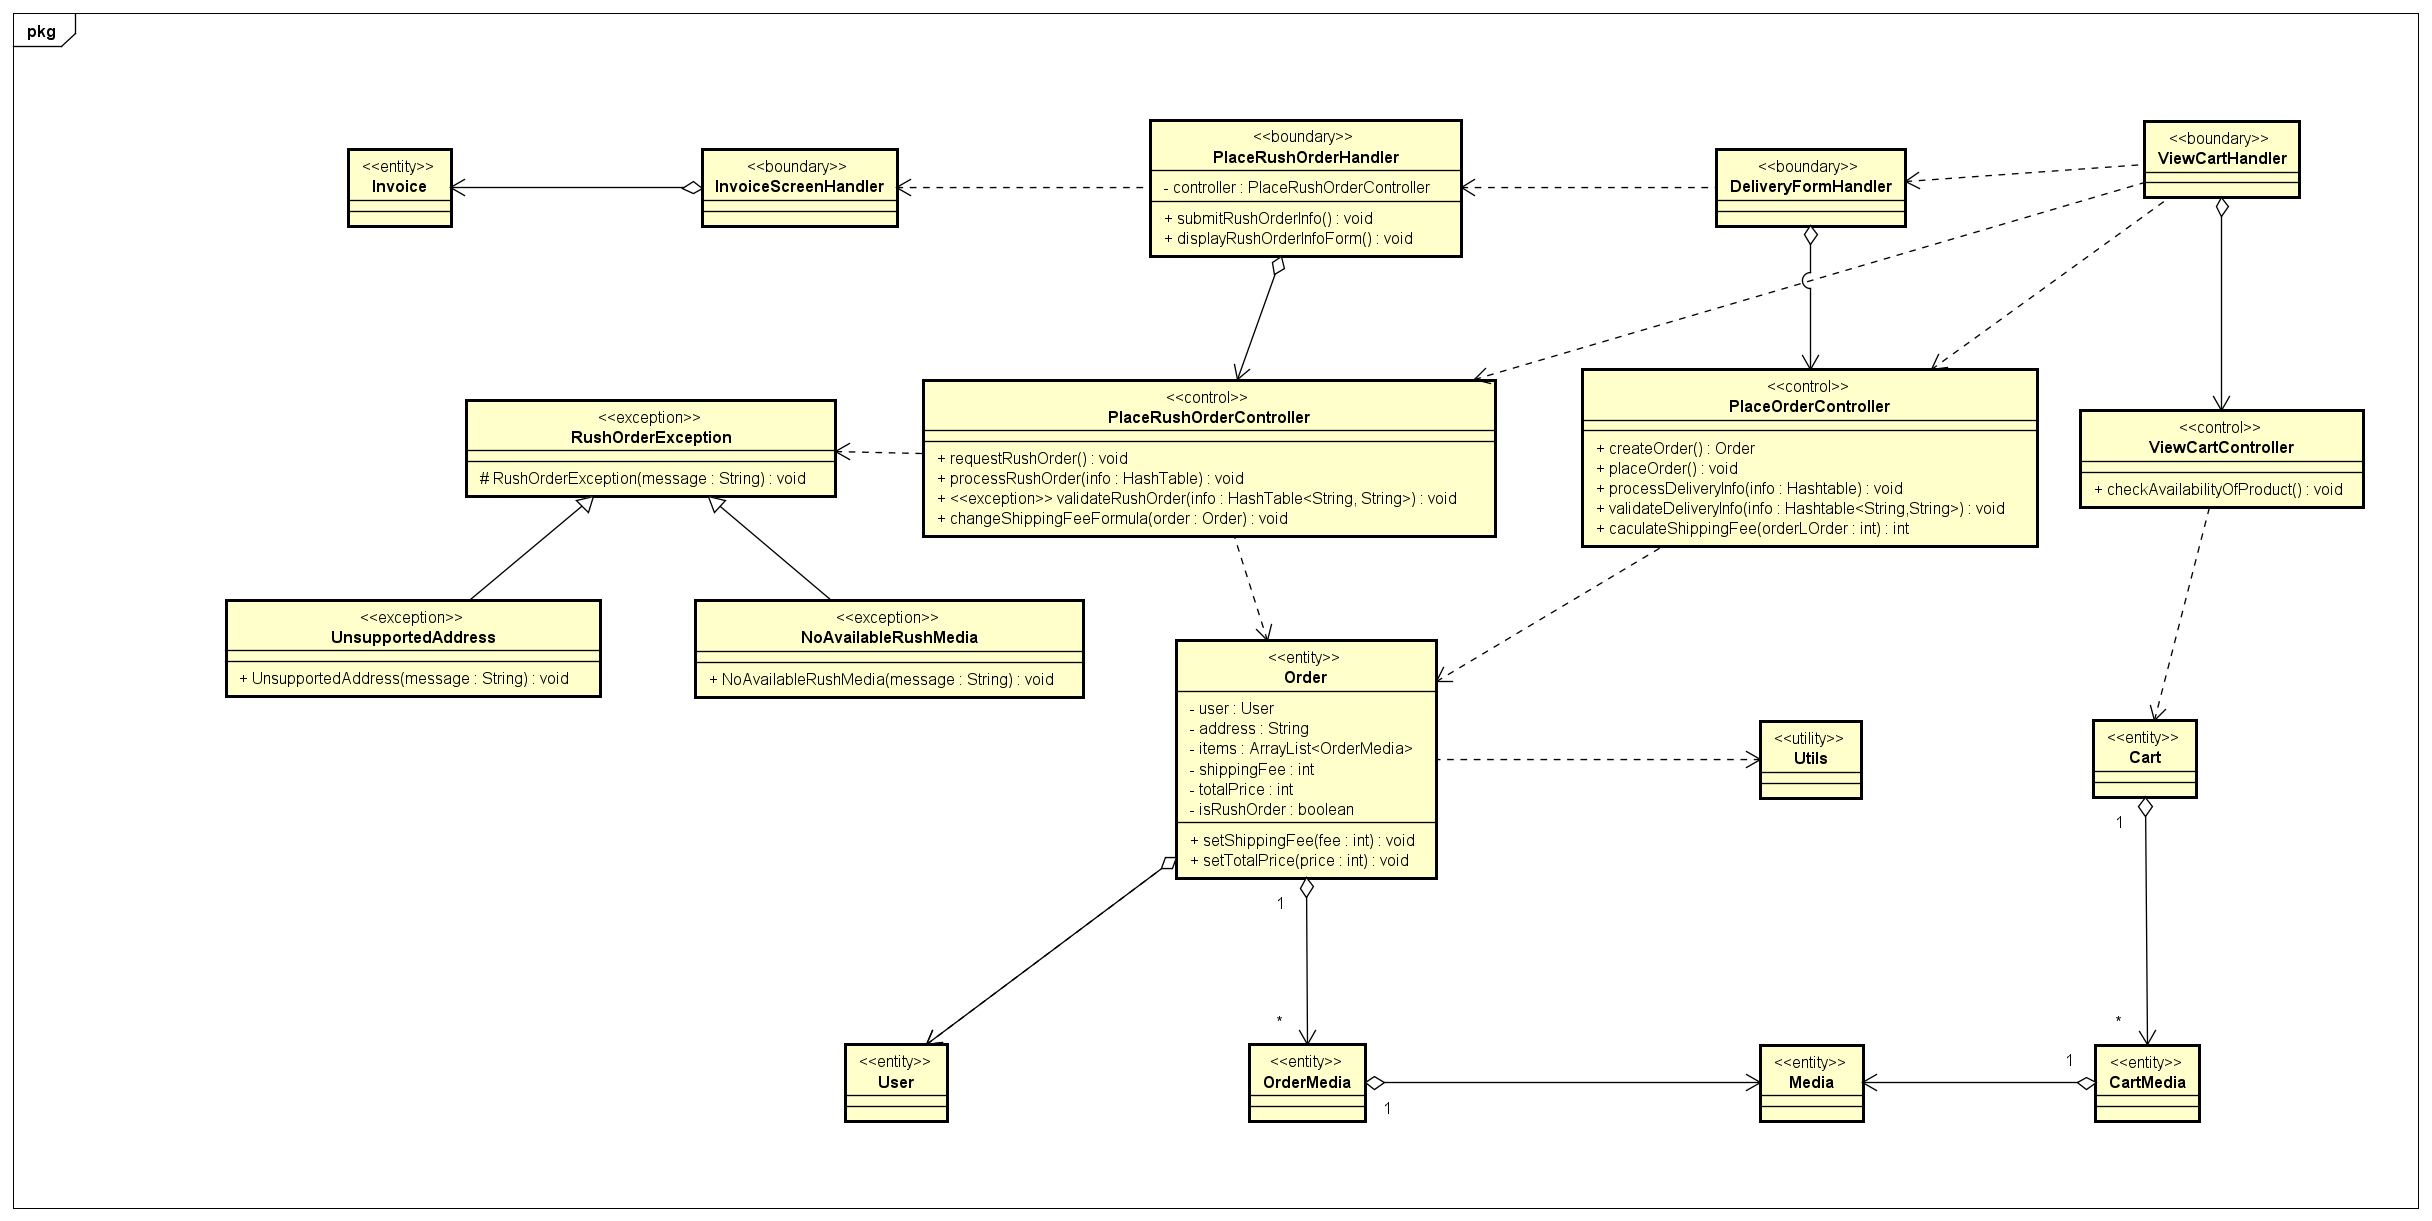 pkg
<<entity>>
Invoice
<<boundary>>
InvoiceScreenHandler
<<boundary>>
PlaceRushOrderHandler
- controller : PlaceRushOrderController
+ submitRushOrderInfo() : void
+ displayRushOrderInfoForm() : void
<<boundary>>
DeliveryFormHandler
<<boundary>>
ViewCartHandler
<<exception>>
RushOrderException
# RushOrderException(message : String) : void
<<control>>
PlaceRushOrderController
+ requestRushOrder() : void
+ processRushOrder(info : HashTable) : void
+ <<exception>> validateRushOrder(info : HashTable<String, String>) : void
+ changeShippingFeeFormula(order : Order) : void
<<control>>
PlaceOrderController
+ createOrder() : Order
+ placeOrder() : void
+ processDeliveryInfo(info : Hashtable) : void
+ validateDeliveryInfo(info : Hashtable<String,String>) : void
+ caculateShippingFee(orderLOrder : int) : int
<<control>>
ViewCartController
+ checkAvailabilityOfProduct() : void
<<exception>>
UnsupportedAddress
+ UnsupportedAddress(message : String) : void
<<exception>>
NoAvailableRushMedia
+ NoAvailableRushMedia(message : String) : void
<<entity>>
Order
- user : User
- address : String
- items : ArrayList<OrderMedia>
- shippingFee : int
- totalPrice : int
- isRushOrder : boolean
+ setShippingFee(fee : int) : void
+ setTotalPrice(price : int) : void
<<utility>>
Utils
<<entity>>
Cart
1
1
*
*
<<entity>>
User
<<entity>>
OrderMedia
1
<<entity>>
Media
1
<<entity>>
CartMedia